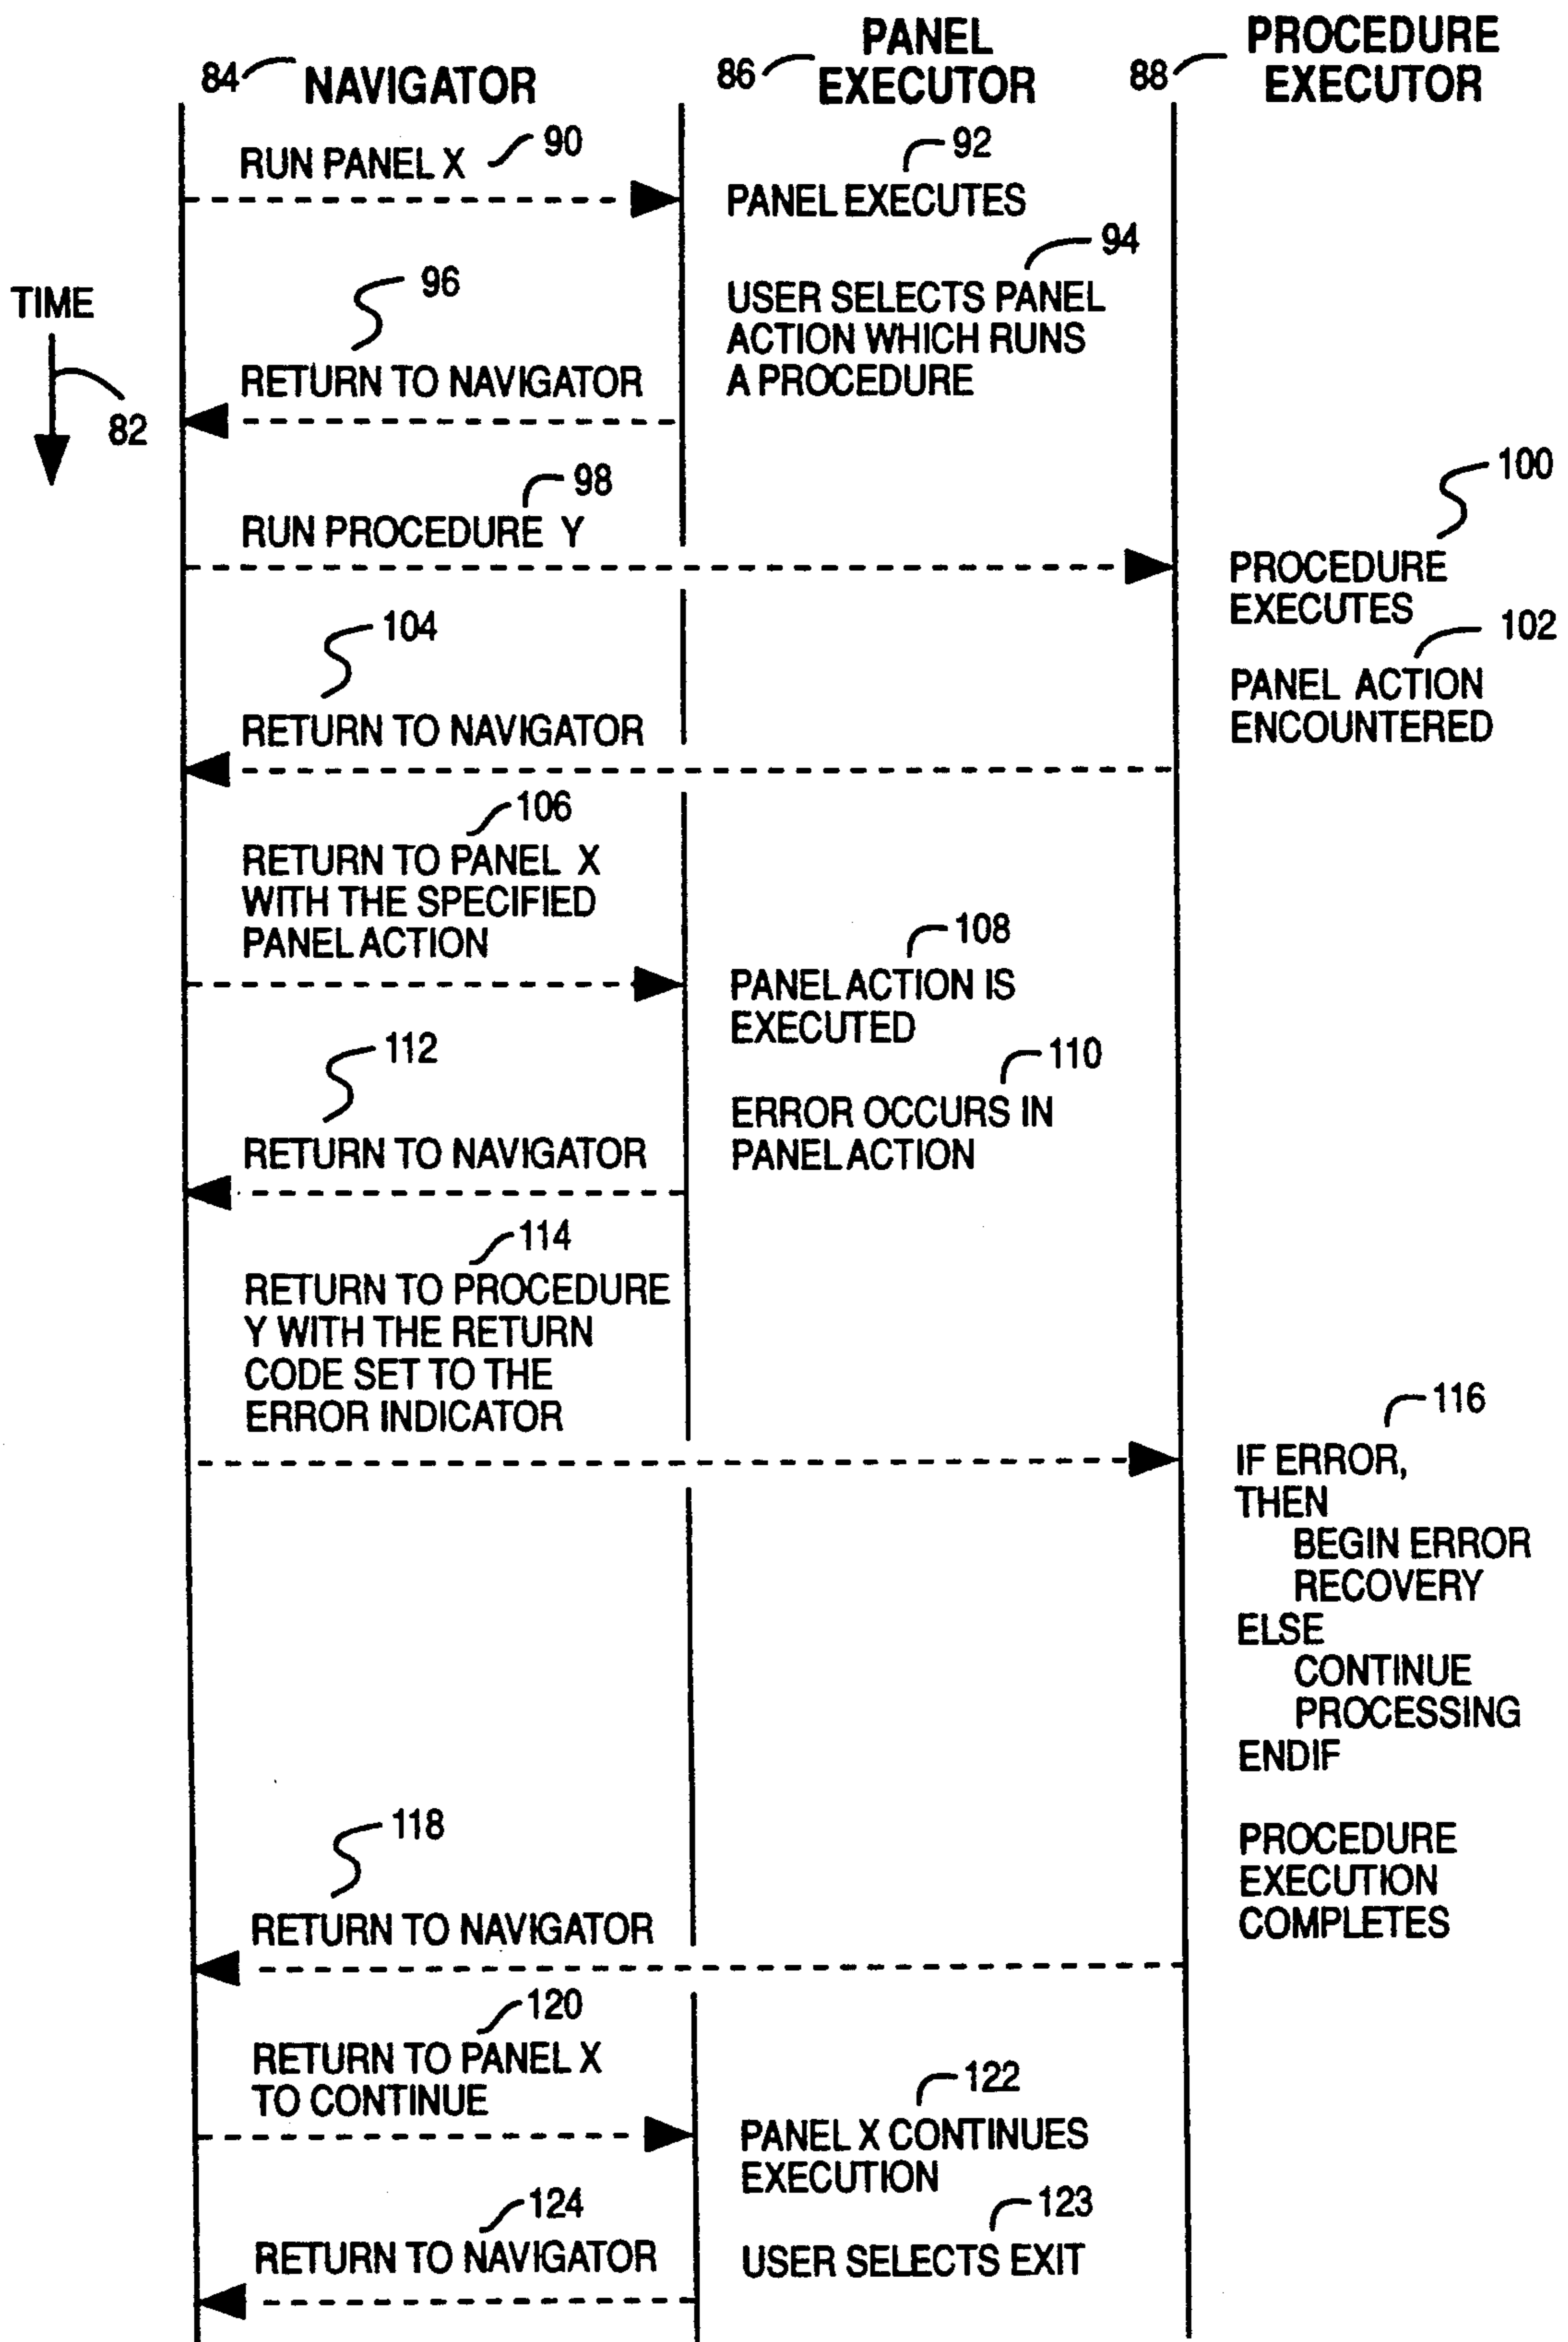 84 NAVIGATOR
86 PANEL
EXECUTOR
88 PROCEDURE
EXECUTOR
RUN PANEL X 90
92
PANEL EXECUTES
94
USER SELECTS PANEL
ACTION WHICH RUNS
A PROCEDURE
TIME
82
96
RETURN TO NAVIGATOR
98
RUN PROCEDURE Y
100
PROCEDURE
EXECUTES
102
PANEL ACTION
ENCOUNTERED
104
RETURN TO NAVIGATOR
106
RETURN TO PANEL X
WITH THE SPECIFIED
PANEL ACTION
108
PANEL ACTION IS
EXECUTED
110
ERROR OCCURS IN
PANEL ACTION
112
RETURN TO NAVIGATOR
114
RETURN TO PROCEDURE
Y WITH THE RETURN
CODE SET TO THE
ERROR INDICATOR
116
IF ERROR,
THEN
BEGIN ERROR
RECOVERY
ELSE
CONTINUE
PROCESSING
ENDIF
PROCEDURE
EXECUTION
COMPLETES
118
RETURN TO NAVIGATOR
120
RETURN TO PANEL X
TO CONTINUE
122
PANEL X CONTINUES
EXECUTION
123
USER SELECTS EXIT
124
RETURN TO NAVIGATOR